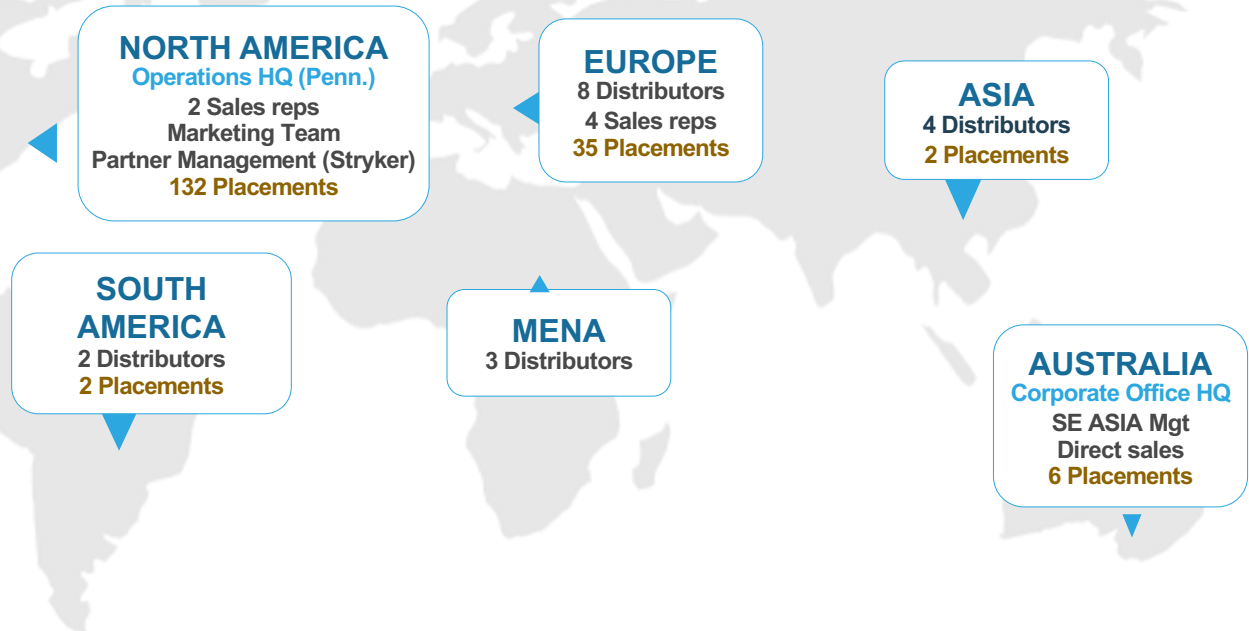 NORTH AMERICA
Operations HQ (Penn.)
2 Sales reps
Marketing Team
Partner Management (Stryker)
132 Placements
EUROPE
8 Distributors
4 Sales reps
35 Placements
ASIA
4 Distributors
2 Placements
SOUTH
AMERICA
2 Distributors
2 Placements
MENA
3 Distributors
AUSTRALIA
Corporate Office HQ
SE ASIA Mgt
Direct sales
6 Placements